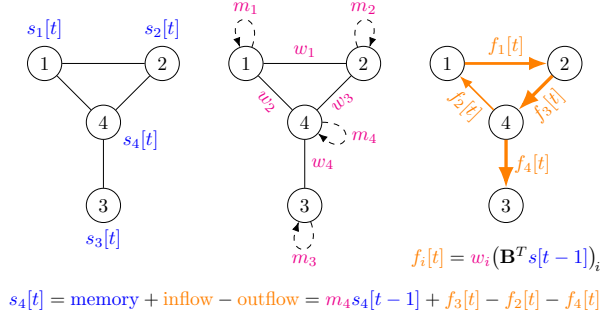 s_1[t] s_2[t] m_1 m_2
1 2 1 w_1 2 1 f_1[t] 2
w_2 w_3 f_2[t] f_3[t]
4 4 4
s_4[t] m_4
w_4 f_4[t]
3 3 3
s_3[t] m_3
f_i[t] = w_i(𝐁^T s[t − 1])_i
s_4[t] = memory + inflow − outflow = m_4s_4[t − 1] + f_3[t] − f_2[t] − f_4[t]